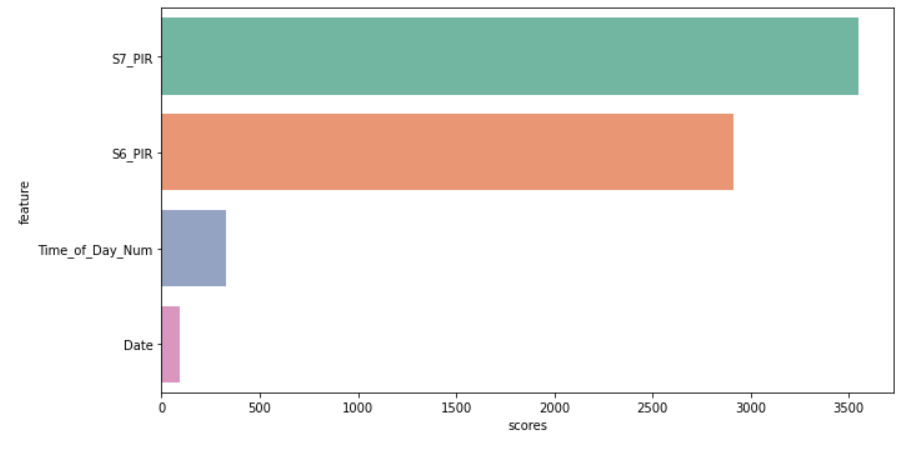 S7_PIR
S6_PIR
feature
Time_of_Day_Num
Date
0 500 1000 1500 2000 2500 3000 3500
scores